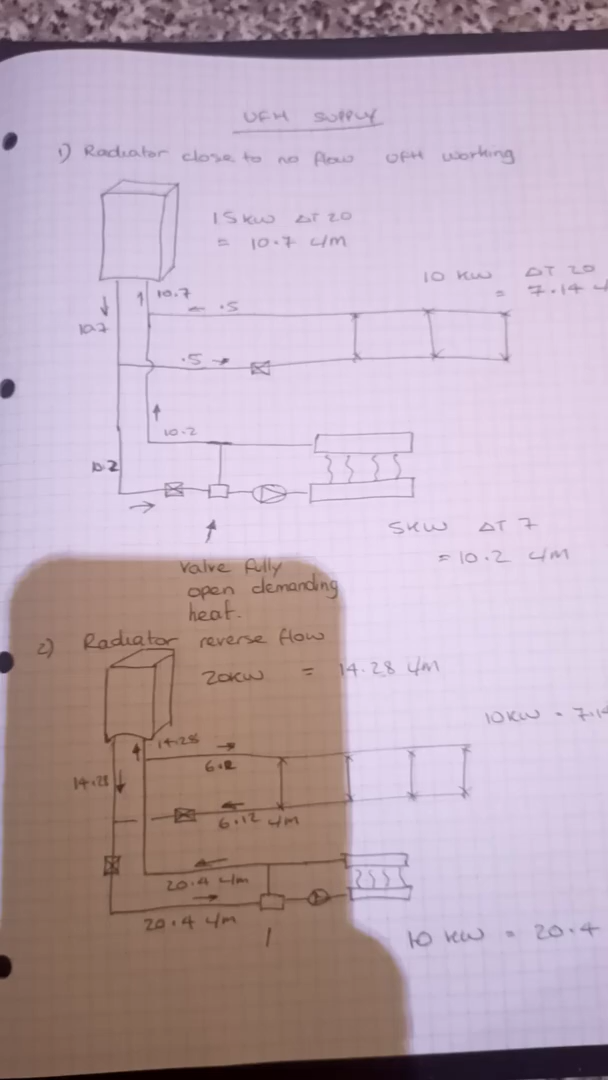 UFH SUPPLY
1) Radiator close to no flow UFH working
15KW ΔT 20
= 10.7 L/M
10 KW ΔT 20
= 7.14 L
10.7
← .5
10.7
.5 →
10.2
10.2
5KW ΔT 7
= 10.2 L/M
Valve fully
open demanding
heat.
2) Radiator reverse flow
20KW = 14.28 L/M
10KW = 7.14
14.28
6.12
14.28
6.12 L/M
20.4 L/M
20.4 L/M
10 KW = 20.4